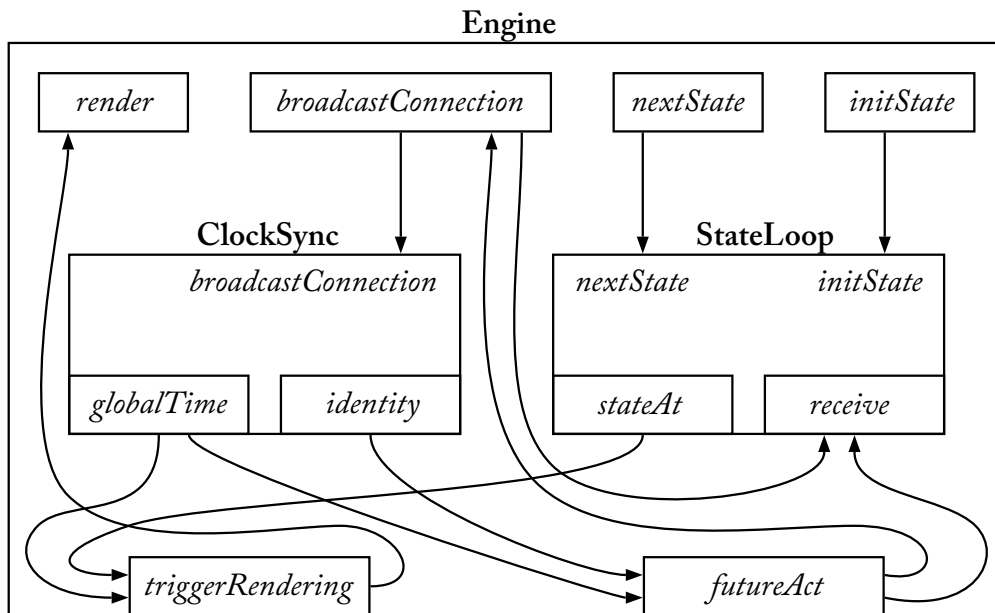 Engine
render
broadcastConnection
nextState
initState
ClockSync
StateLoop
broadcastConnection
nextState
initState
globalTime
identity
stateAt
receive
triggerRendering
futureAct